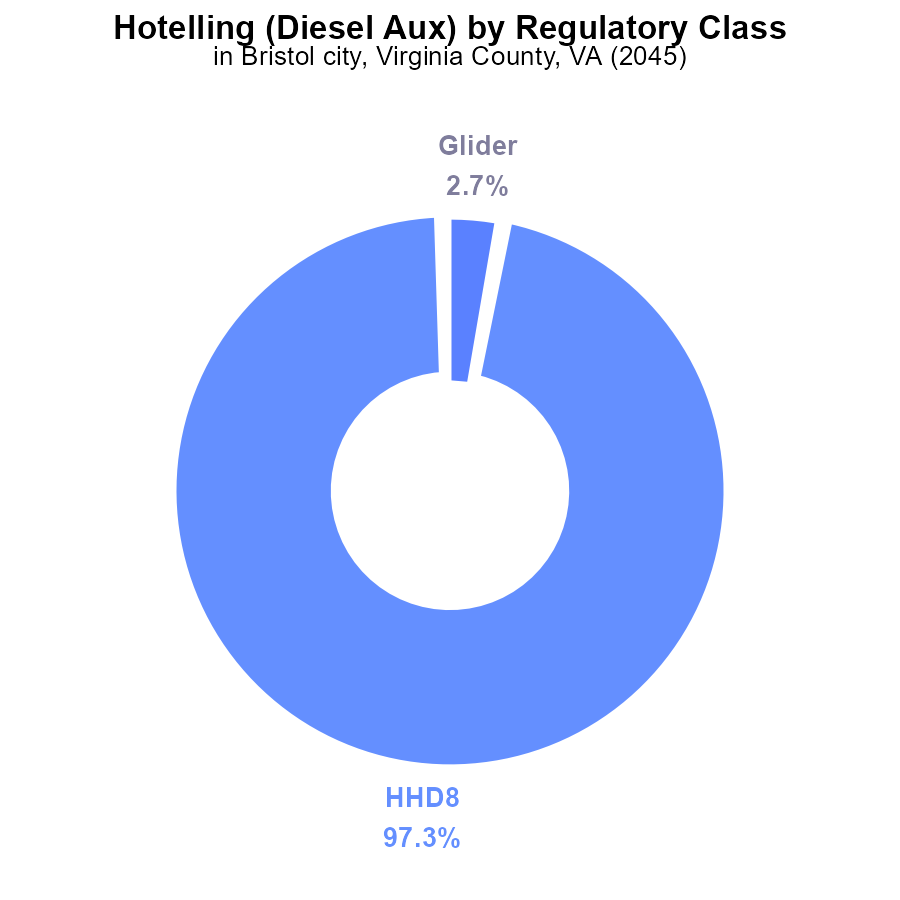 Hotelling (Diesel Aux) by Regulatory Class
in Bristol city, Virginia County, VA (2045)
Glider
2.7%
HHD8
97.3%